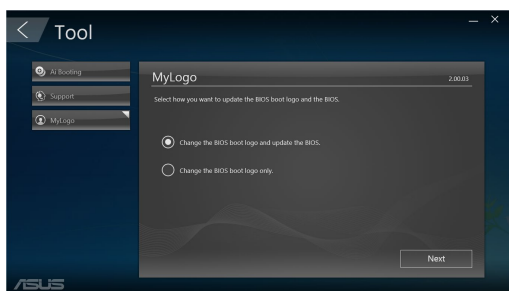 Tool
Ai Booting
Support
MyLogo
MyLogo
2.00.03
Select how you want to update the BIOS boot logo and the BIOS.
Change the BIOS boot logo and update the BIOS.
Change the BIOS boot logo only.
Next
ASUS